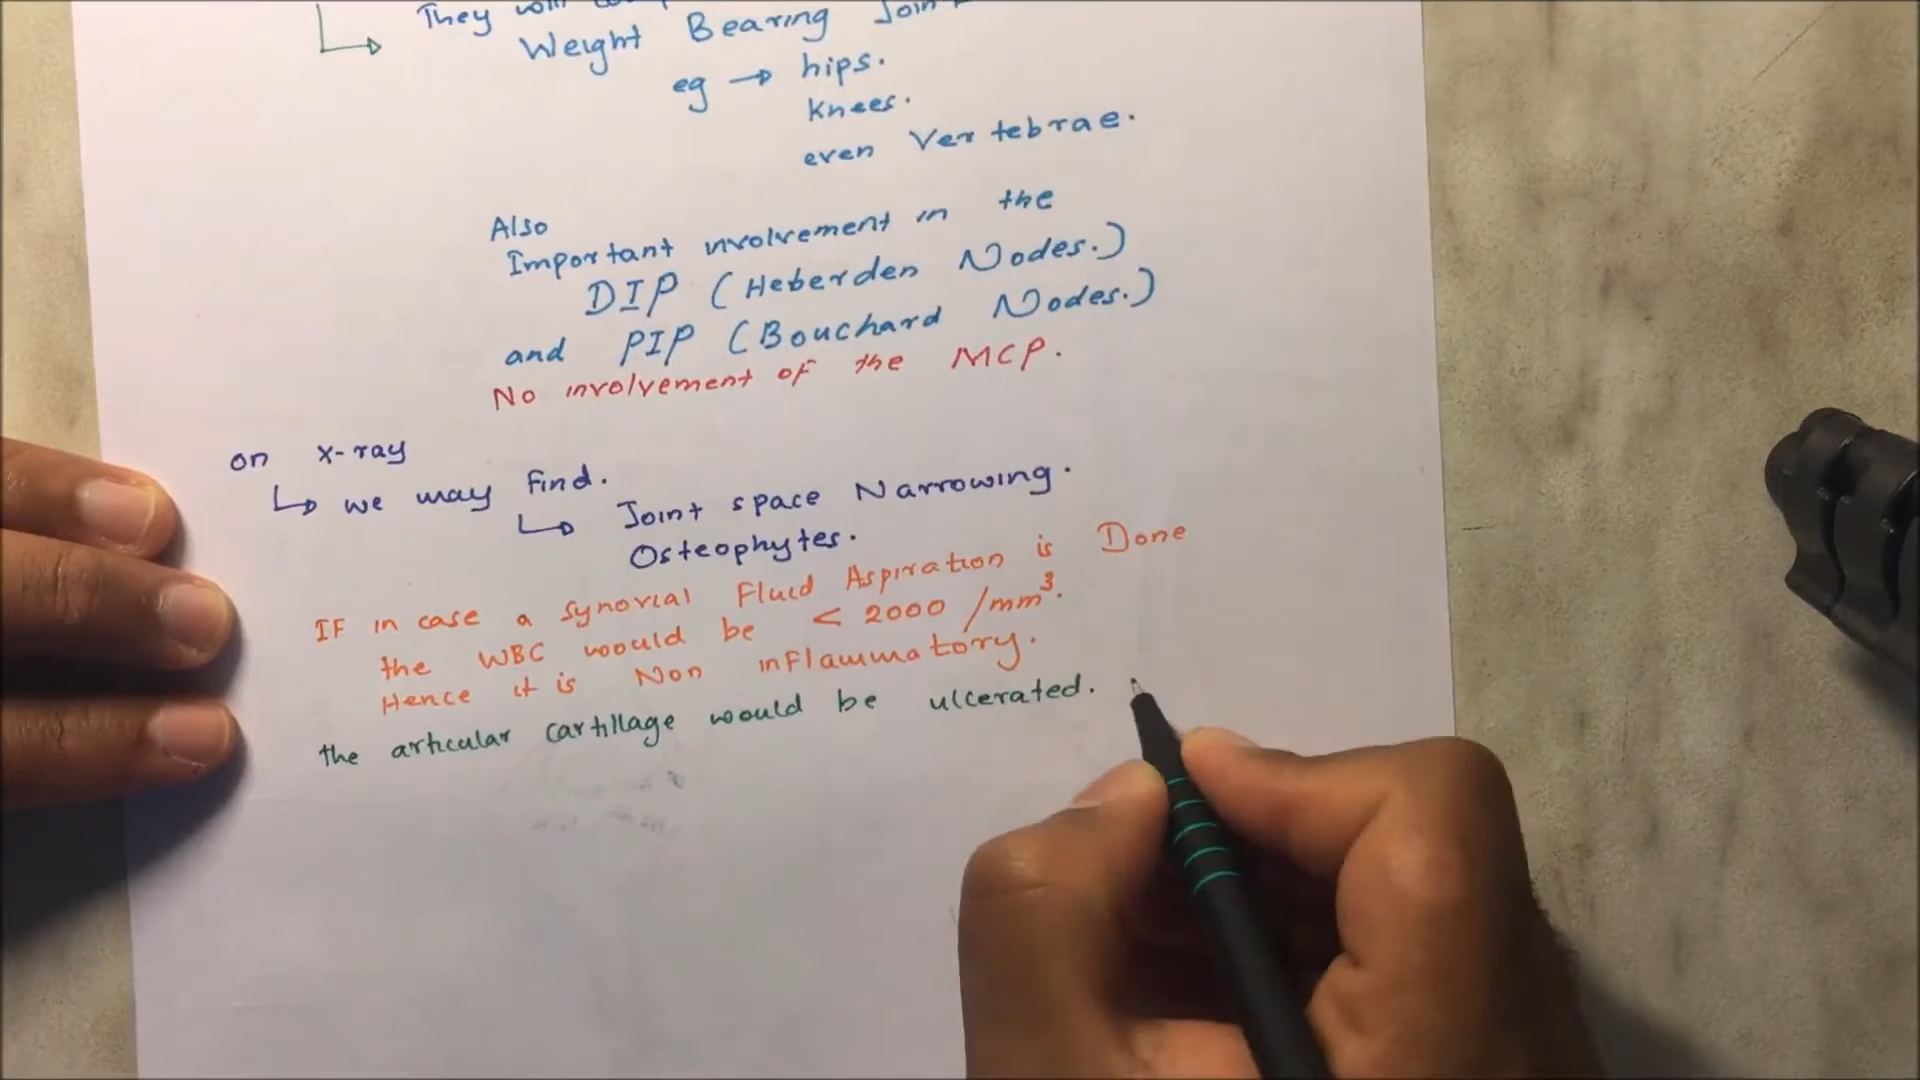 They will
Weight Bearing Join
eg → hips.
knees.
even Vertebrae.
Also
Important involvement in the
DIP (Heberden Nodes.)
and PIP (Bouchard Nodes.)
No involvement of the MCP.
on x-ray
↳ we may find.
↳ Joint space Narrowing.
Osteophytes.
IF in case a synovial Fluid Aspiration is Done
the WBC would be < 2000 /mm³.
Hence it is Non inflammatory.
the articular cartillage would be ulcerated.